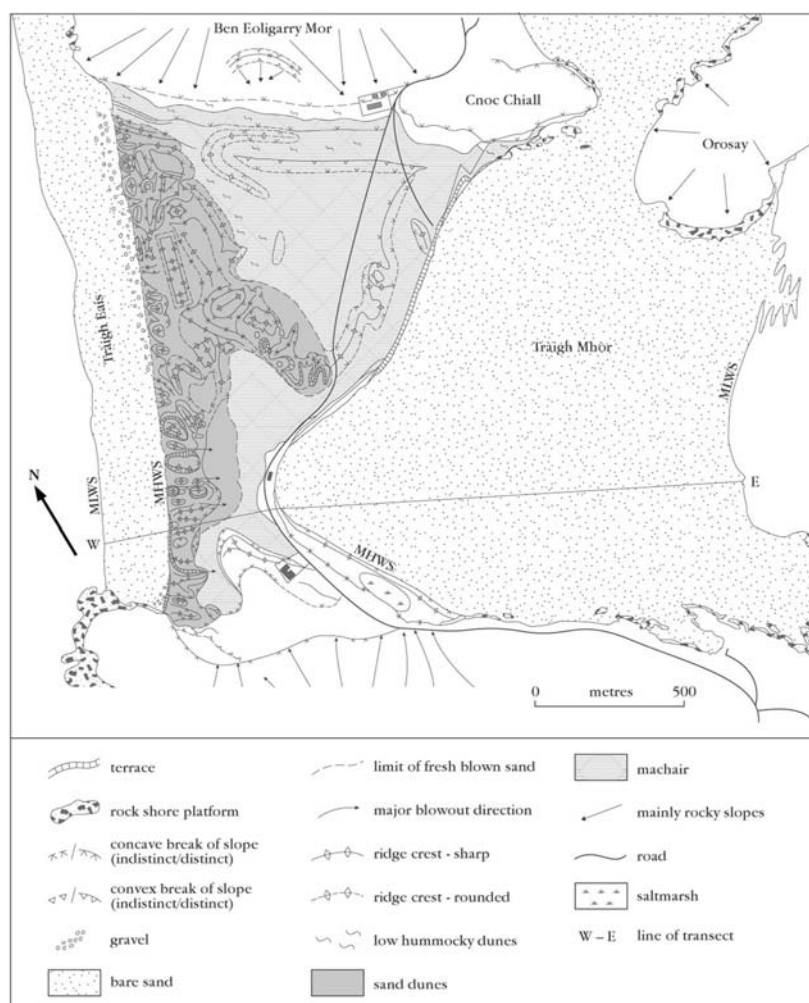 Ben Eoligarry Mor
Cnoc Chiall
Orosay
Traigh Eais
Traigh Mhor
MLWS
N
MLWS
MHWS
E
W
MHWS
0 metres 500
terrace
rock shore platform
concave break of slope
(indistinct/distinct)
convex break of slope
(indistinct/distinct)
gravel
bare sand
limit of fresh blown sand
major blowout direction
ridge crest - sharp
ridge crest - rounded
low hummocky dunes
sand dunes
machair
mainly rocky slopes
road
saltmarsh
W – E line of transect